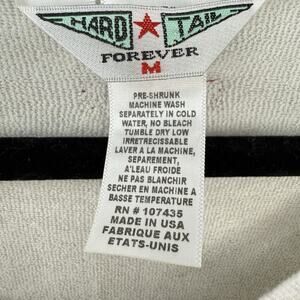 HARD TAIL
FOREVER
M
PRE-SHRUNK
MACHINE WASH
SEPARATELY IN COLD
WATER, NO BLEACH
TUMBLE DRY LOW
IRRETRECISSABLE
LAVER A LA MACHINE,
SEPAREMENT,
A'LEAU FROIDE
NE PAS BLANCHIR
SECHER EN MACHINE A
BASSE TEMPERATURE
RN # 107435
MADE IN USA
FABRIQUE AUX
ETATS-UNIS